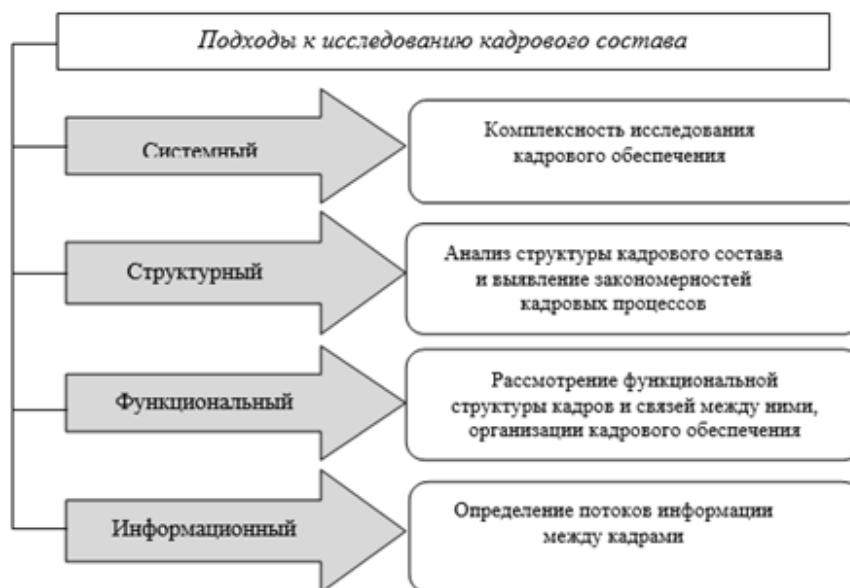 Подходы к исследованию кадрового состава
Системный
Комплексность исследования
кадрового обеспечения
Структурный
Анализ структуры кадрового состава
и выявление закономерностей
кадровых процессов
Функциональный
Рассмотрение функциональной
структуры кадров и связей между ними,
организации кадрового обеспечения
Информационный
Определение потоков информации
между кадрами